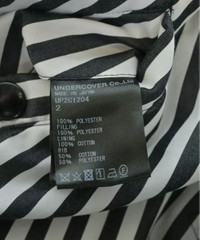 UNDERCOVER Co.,Ltd.
MADE IN JAPAN
UP2C1204
2
100% POLYESTER
FILLING
100% POLYESTER
LINING
100% COTTON
RIB
50% COTTON
50% POLYESTER